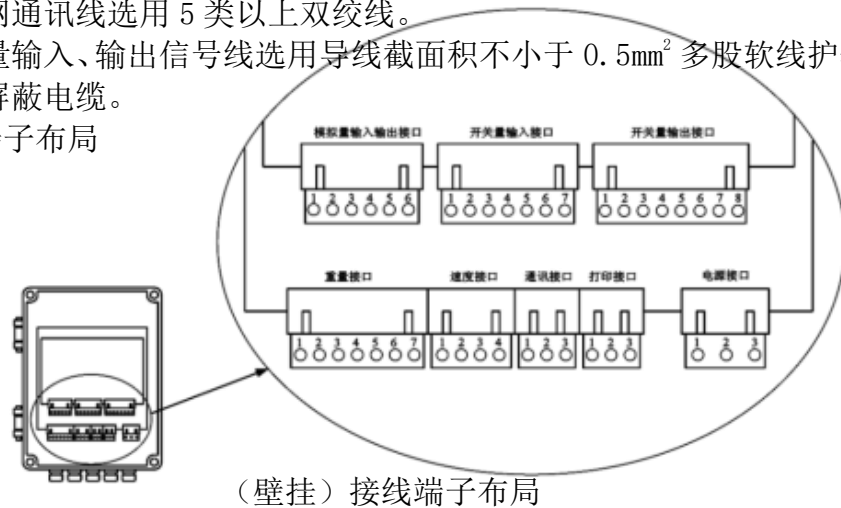 网通讯线选用 5 类以上双绞线。
量输入、输出信号线选用导线截面积不小于 0.5mm² 多股软线护
屏蔽电缆。
子布局
模拟量输入输出接口 开关量输入接口 开关量输出接口
1 2 3 4 5 6 1 2 3 4 5 6 7 1 2 3 4 5 6 7 8
重量接口 速度接口 通讯接口 打印接口 电源接口
1 2 3 4 5 6 7 1 2 3 4 1 2 3 1 2 3 1 2 3
（壁挂）接线端子布局